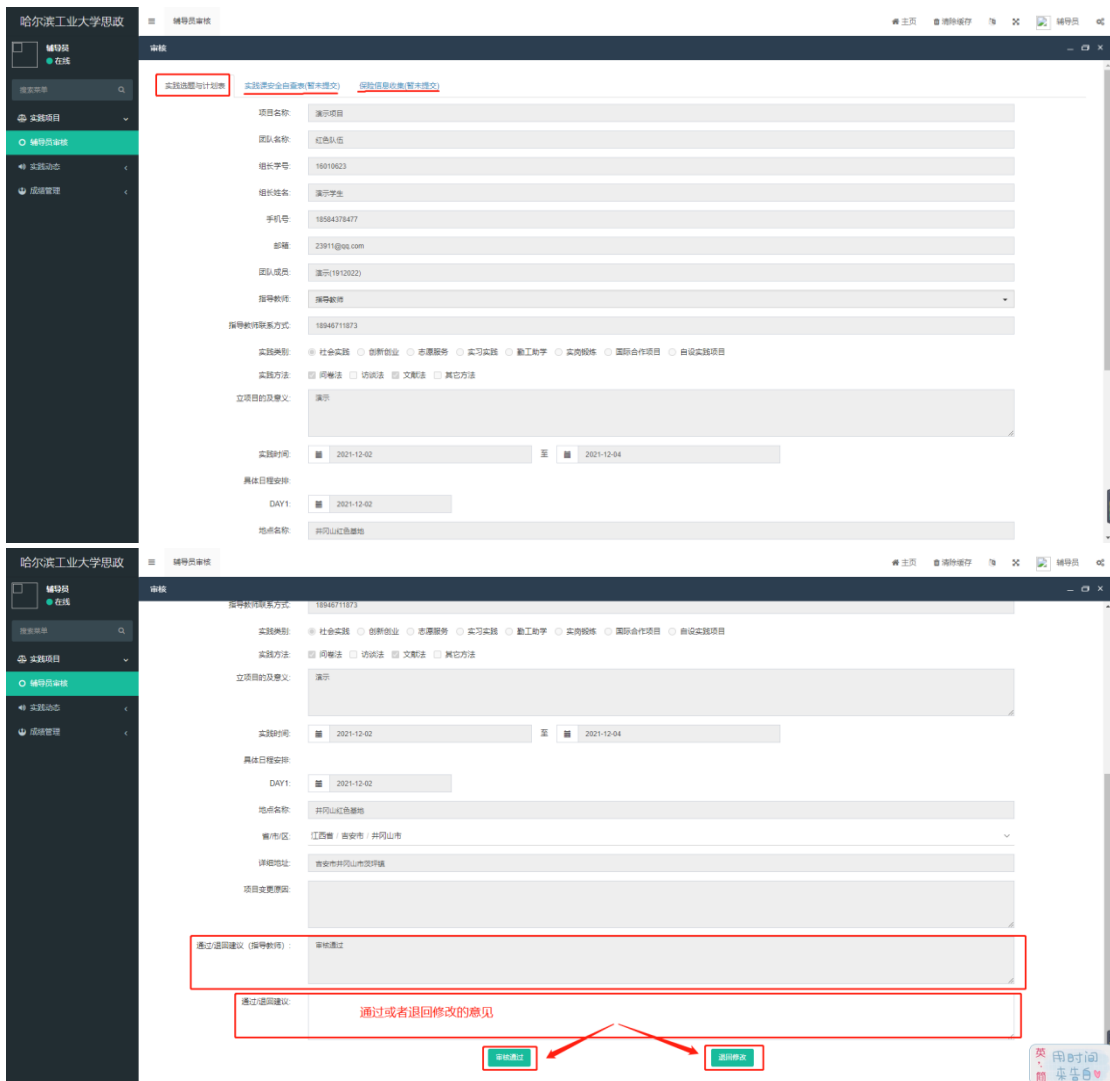 哈尔滨工业大学思政 辅导员审核 主页 清除缓存 辅导员
辅导员 审核
在线
搜索菜单 实践选题与计划表 实践课安全自查表(暂未提交) 保险信息收集(暂未提交)
实践项目 项目名称: 演示项目
辅导员审核 团队名称: 红色队伍
实践动态 组长学号: 16010623
成绩管理 组长姓名: 演示学生
手机号: 18584378477
邮箱: 23911@qq.com
团队成员: 演示(1912022)
指导教师: 指导教师
指导教师联系方式: 18946711873
实践类别: 社会实践 创新创业 志愿服务 实习实践 勤工助学 实岗锻炼 国际合作项目 自设实践项目
实践方法: 问卷法 访谈法 文献法 其它方法
立项目的及意义: 演示
实践时间: 2021-12-02 至 2021-12-04
具体日程安排:
DAY1: 2021-12-02
地点名称: 井冈山红色基地
哈尔滨工业大学思政 辅导员审核 主页 清除缓存 辅导员
辅导员 审核
在线
指导教师联系方式: 18946711873
搜索菜单 实践类别: 社会实践 创新创业 志愿服务 实习实践 勤工助学 实岗锻炼 国际合作项目 自设实践项目
实践项目 实践方法: 问卷法 访谈法 文献法 其它方法
辅导员审核 立项目的及意义: 演示
实践动态
成绩管理 实践时间: 2021-12-02 至 2021-12-04
具体日程安排:
DAY1: 2021-12-02
地点名称: 井冈山红色基地
省/市/区: 江西省 / 吉安市 / 井冈山市
详细地址: 吉安市井冈山市茨坪镇
项目变更原因:
通过/退回建议（指导教师）: 审核通过
通过/退回建议:
通过或者退回修改的意见
审核通过 退回修改
英 用时间
简 来告白